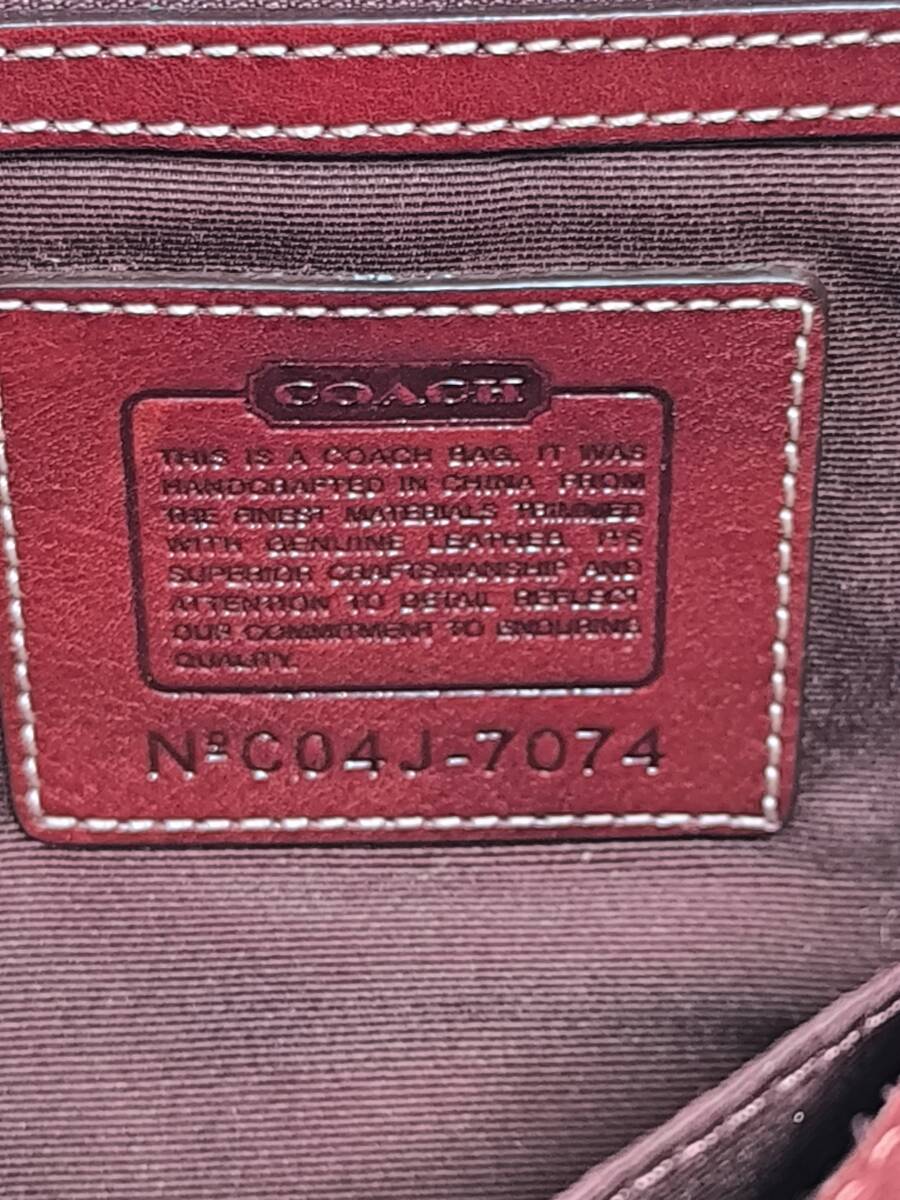 COACH
THIS IS A COACH BAG. IT WAS
HANDCRAFTED IN CHINA FROM
THE FINEST MATERIALS TRIMMED
WITH GENUINE LEATHER. IT'S
SUPERIOR CRAFTSMANSHIP AND
ATTENTION TO DETAIL REFLECT
OUR COMMITMENT TO ENDURING
QUALITY.
Nº C04J-7074